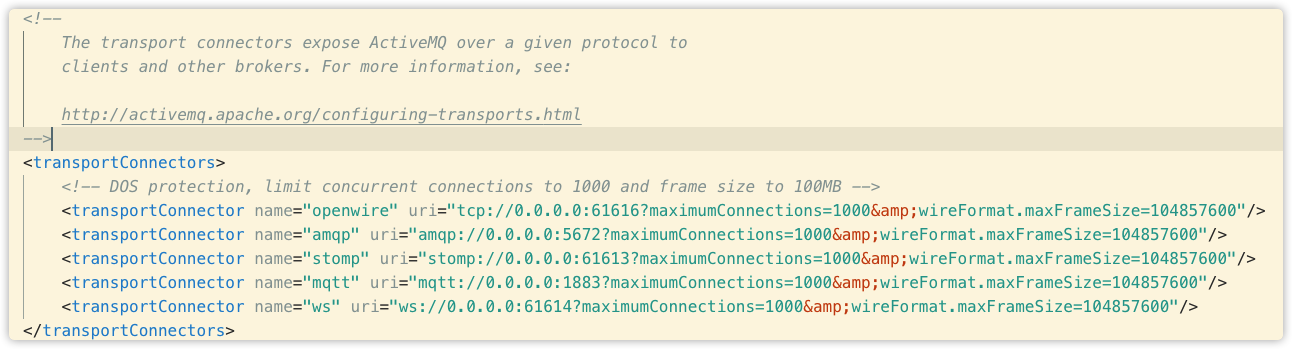 <!--
The transport connectors expose ActiveMQ over a given protocol to
clients and other brokers. For more information, see:
http://activemq.apache.org/configuring-transports.html
-->
<transportConnectors>
<!-- DOS protection, limit concurrent connections to 1000 and frame size to 100MB -->
<transportConnector name="openwire" uri="tcp://0.0.0.0:61616?maximumConnections=1000&amp;wireFormat.maxFrameSize=104857600"/>
<transportConnector name="amqp" uri="amqp://0.0.0.0:5672?maximumConnections=1000&amp;wireFormat.maxFrameSize=104857600"/>
<transportConnector name="stomp" uri="stomp://0.0.0.0:61613?maximumConnections=1000&amp;wireFormat.maxFrameSize=104857600"/>
<transportConnector name="mqtt" uri="mqtt://0.0.0.0:1883?maximumConnections=1000&amp;wireFormat.maxFrameSize=104857600"/>
<transportConnector name="ws" uri="ws://0.0.0.0:61614?maximumConnections=1000&amp;wireFormat.maxFrameSize=104857600"/>
</transportConnectors>